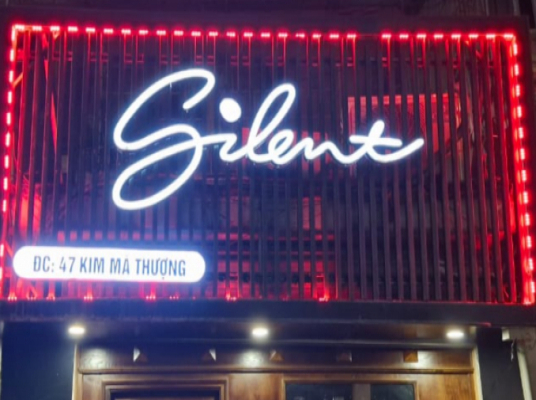 Silent
ĐC: 47 KIM MÃ THƯỢNG